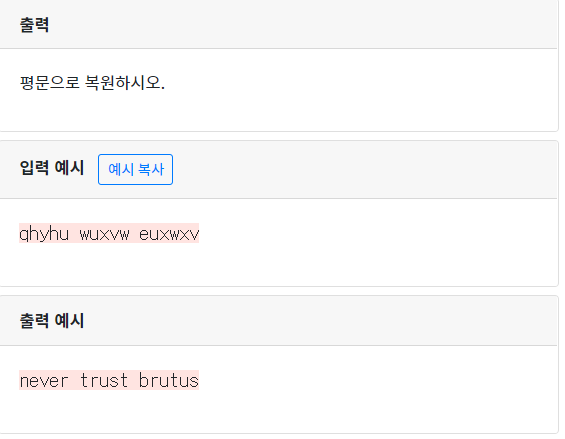 출력
평문으로 복원하시오.
입력 예시 예시 복사
qhyhu wuxvw euxwxv
출력 예시
never trust brutus